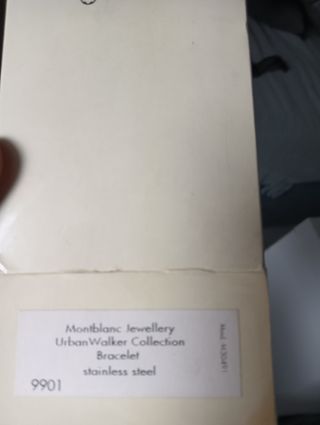 Montblanc Jewellery
UrbanWalker Collection
Bracelet
stainless steel
9901